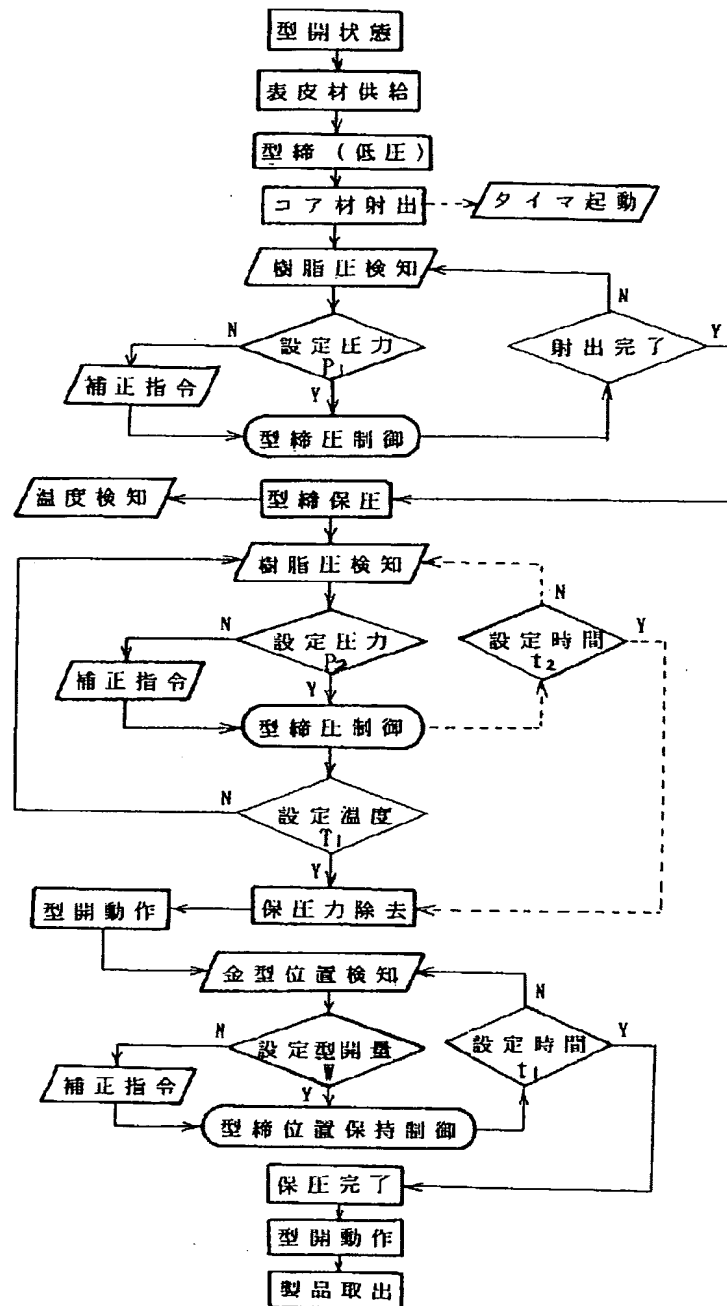 型開状態
表皮材供給
型締（低圧）
コア材射出
タイマ起動
樹脂圧検知
N
設定圧力
P1
Y
補正指令
型締圧制御
N
射出完了
Y
温度検知
型締保圧
樹脂圧検知
N
設定圧力
P2
Y
補正指令
型締圧制御
N
設定時間
t2
Y
N
設定温度
T1
Y
型開動作
保圧力除去
金型位置検知
N
設定型開量
W
Y
補正指令
型締位置保持制御
N
設定時間
t1
Y
保圧完了
型開動作
製品取出